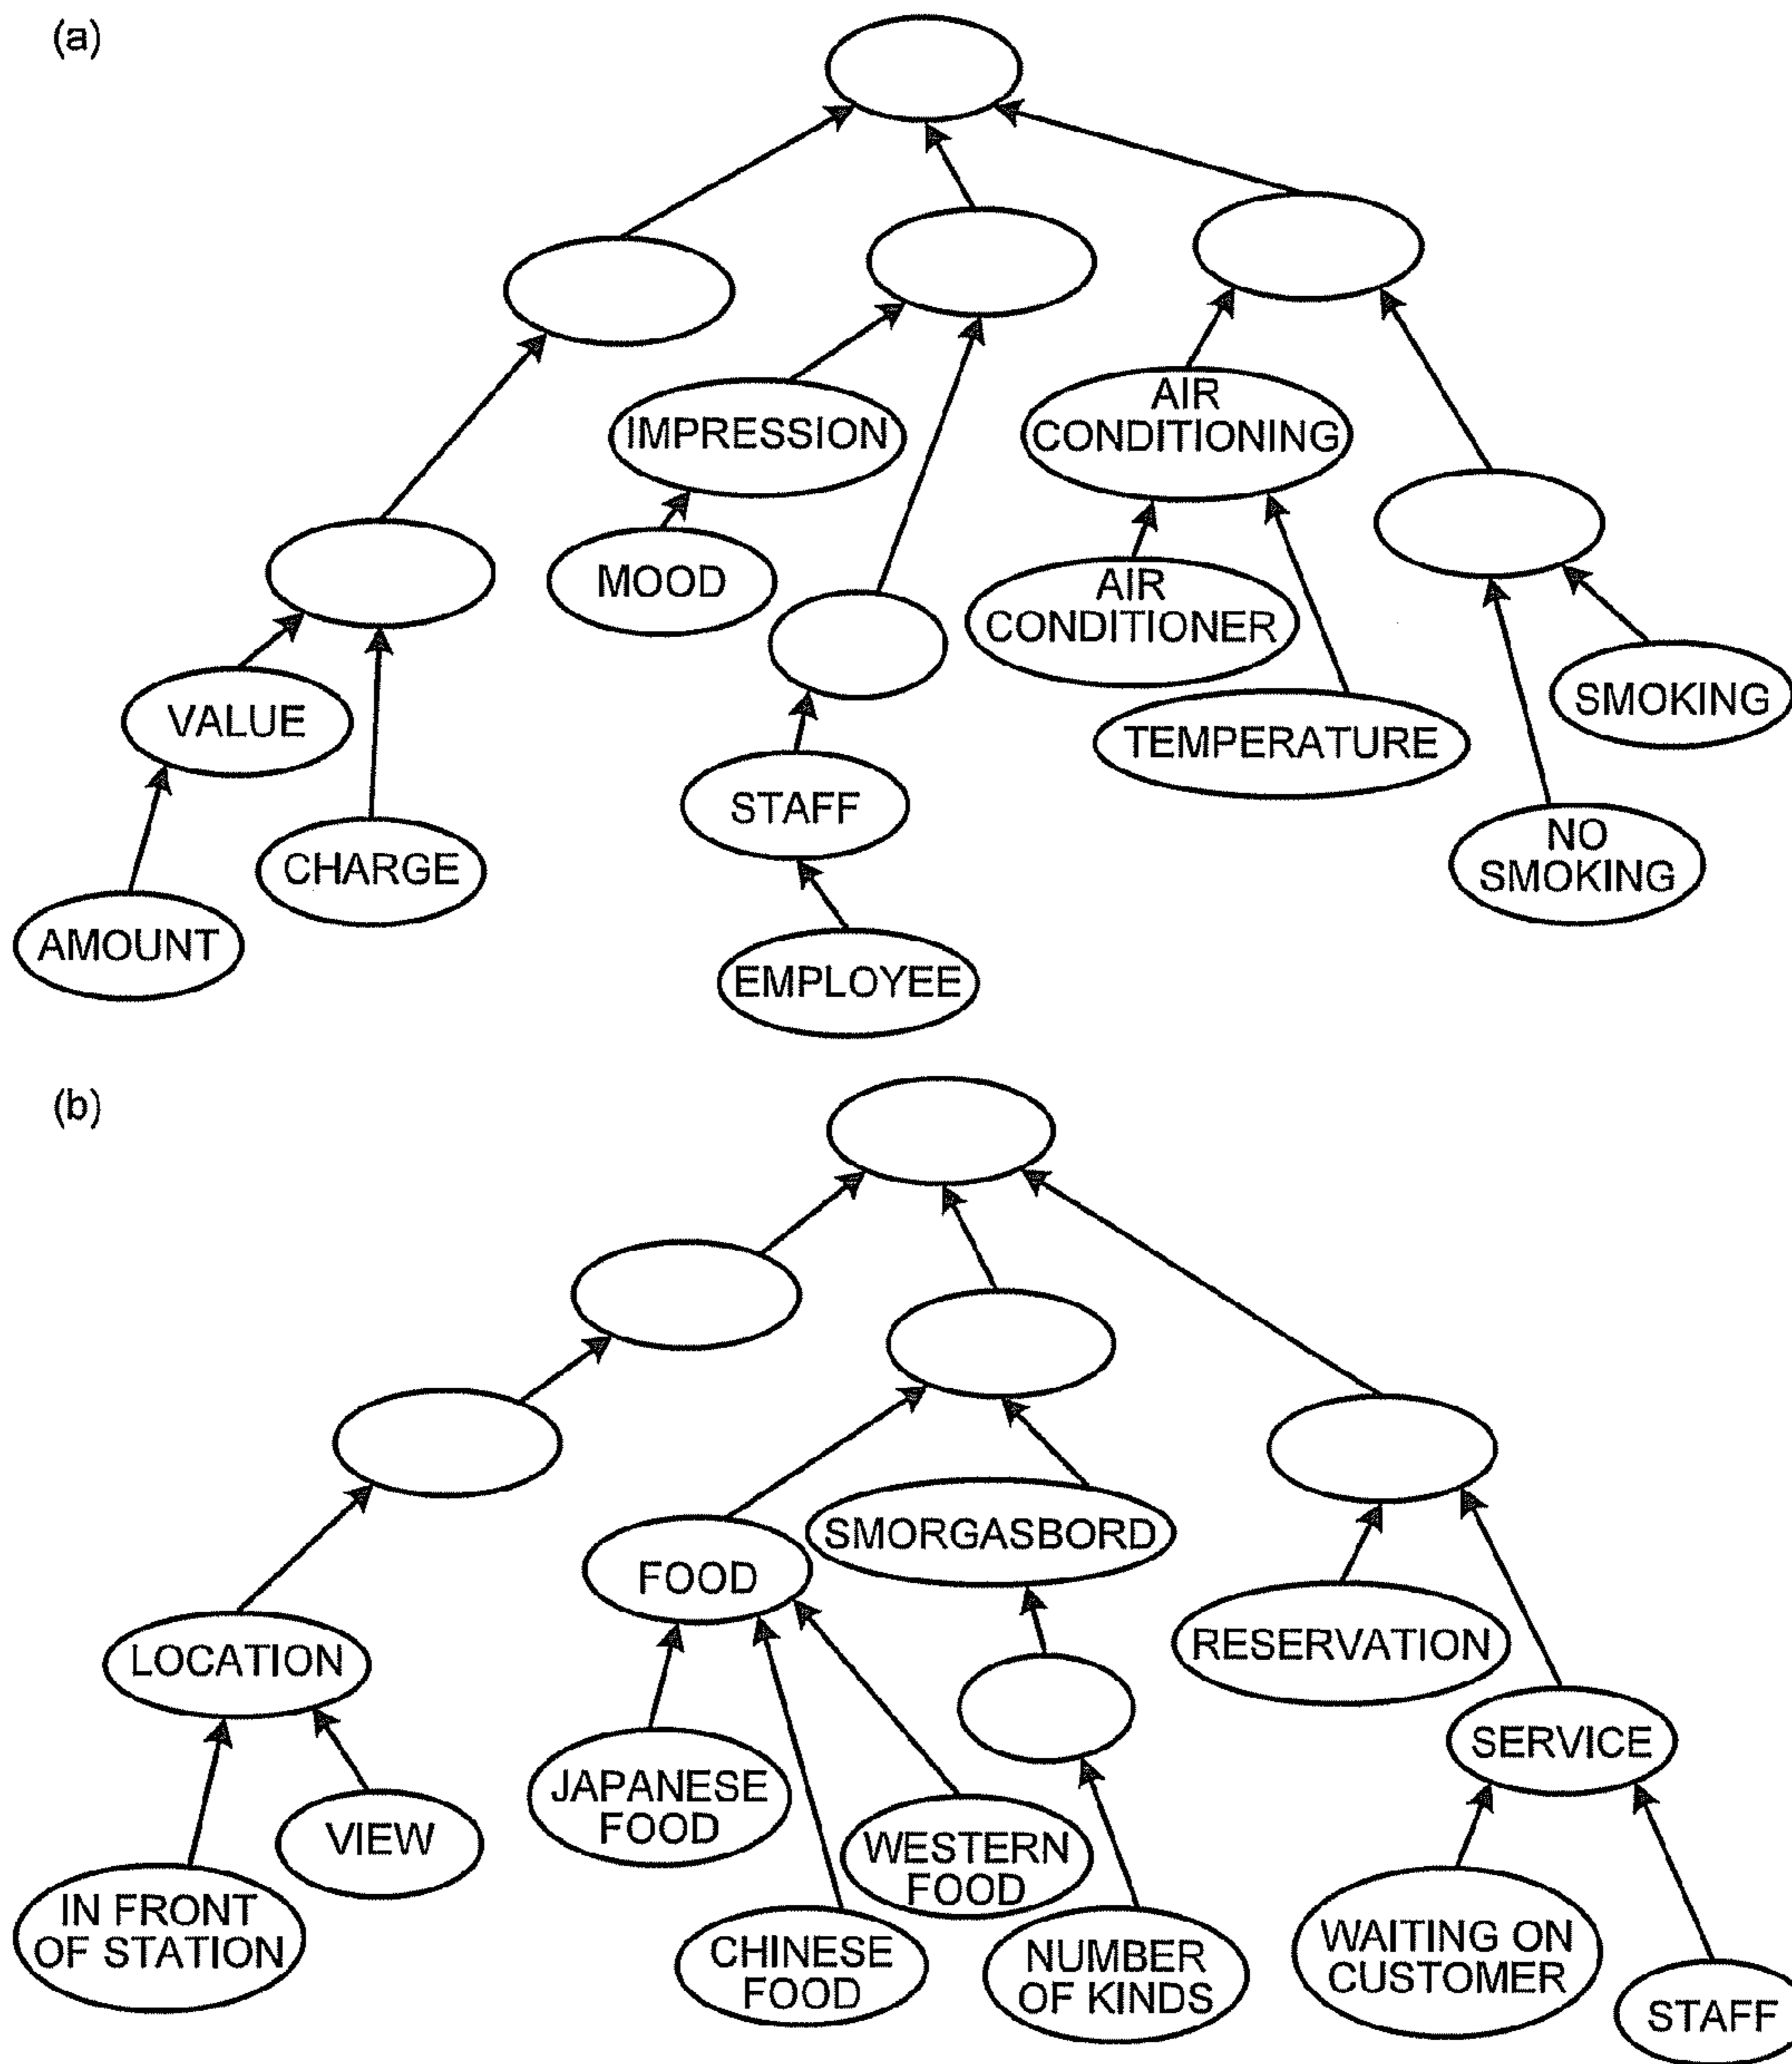 (a)
IMPRESSION
AIR
CONDITIONING
MOOD
AIR
CONDITIONER
VALUE
SMOKING
TEMPERATURE
STAFF
CHARGE
NO
SMOKING
AMOUNT
EMPLOYEE
(b)
SMORGASBORD
FOOD
RESERVATION
LOCATION
SERVICE
JAPANESE
FOOD
VIEW
WESTERN
FOOD
IN FRONT
OF STATION
CHINESE
FOOD
NUMBER
OF KINDS
WAITING ON
CUSTOMER
STAFF